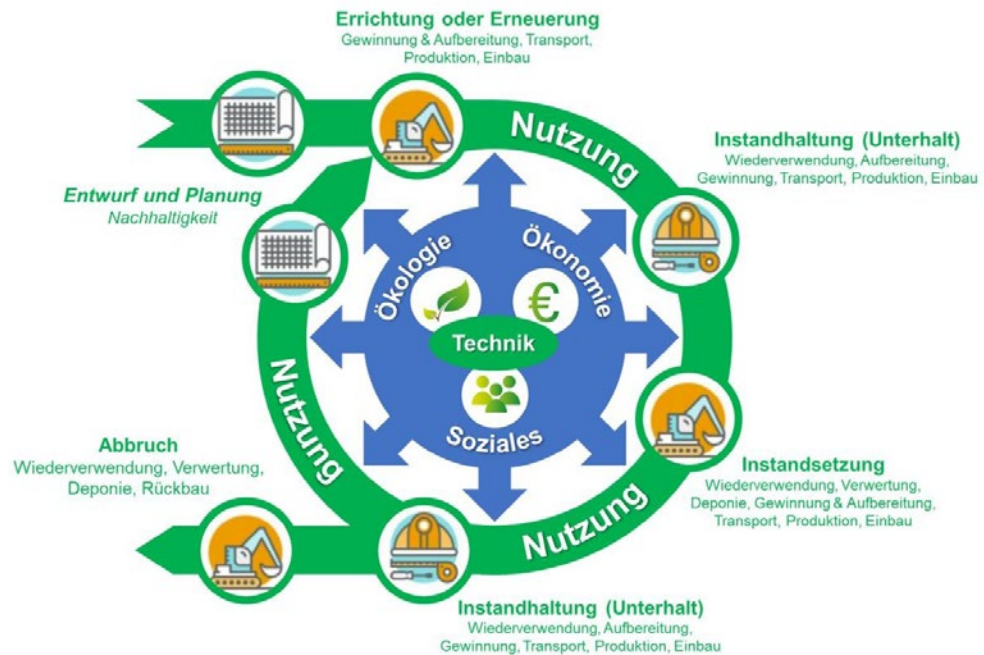 Errichtung oder Erneuerung
Gewinnung & Aufbereitung, Transport,
Produktion, Einbau
Nutzung
Instandhaltung (Unterhalt)
Wiederverwendung, Aufbereitung,
Gewinnung, Transport, Produktion, Einbau
Entwurf und Planung
Nachhaltigkeit
Ökologie
Ökonomie
€
Technik
Soziales
Nutzung
Abbruch
Wiederverwendung, Verwertung,
Deponie, Rückbau
Instandsetzung
Wiederverwendung, Verwertung,
Deponie, Gewinnung & Aufbereitung,
Transport, Produktion, Einbau
Nutzung
Instandhaltung (Unterhalt)
Wiederverwendung, Aufbereitung,
Gewinnung, Transport, Produktion, Einbau